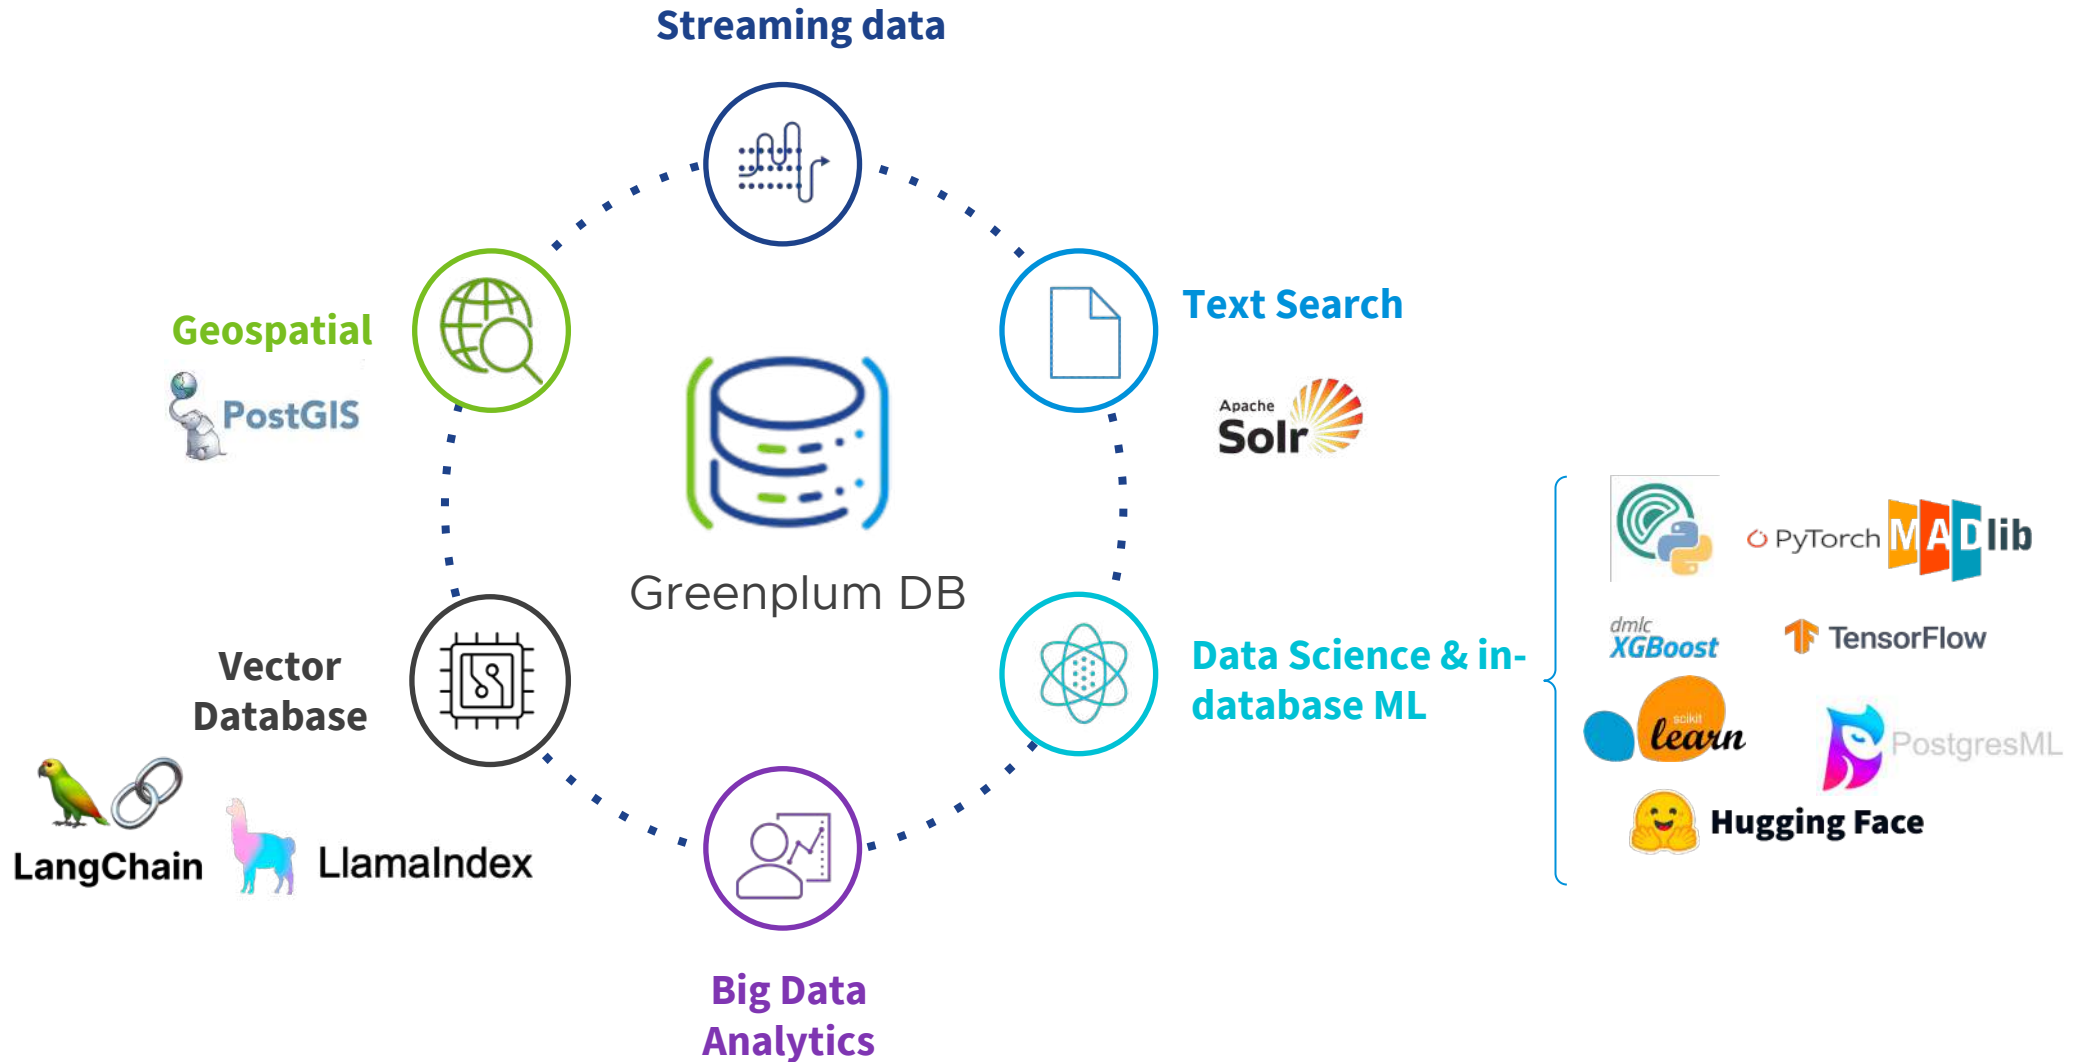 Streaming data
Geospatial
PostGIS
Text Search
Apache
Solr
Greenplum DB
Vector
Database
LangChain
LlamaIndex
Data Science & in-
database ML
PyTorch
MADlib
dmlc
XGBoost
TensorFlow
scikit
learn
PostgresML
Hugging Face
Big Data
Analytics